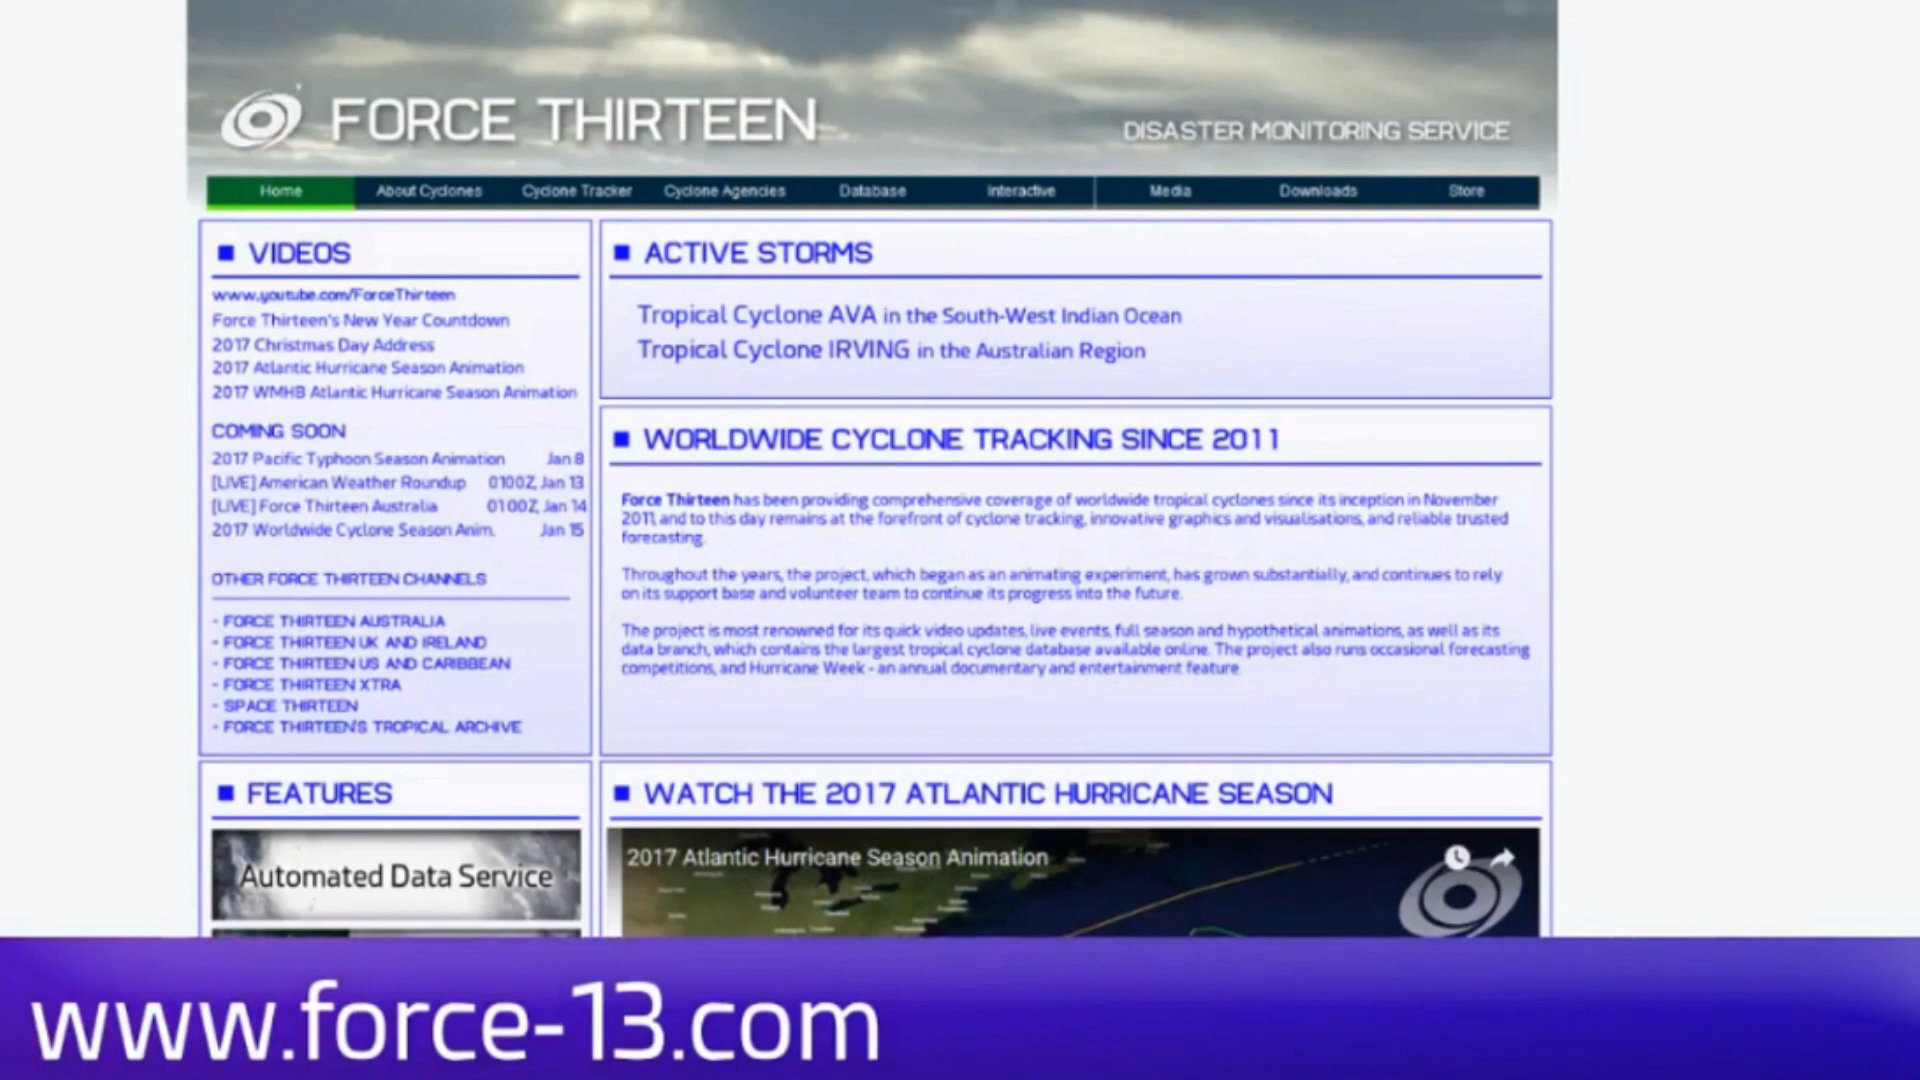 FORCE THIRTEEN
DISASTER MONITORING SERVICE
Home About Cyclones Cyclone Tracker Cyclone Agencies Database Interactive Media Downloads Store
VIDEOS
www.youtube.com/ForceThirteen
Force Thirteen's New Year Countdown
2017 Christmas Day Address
2017 Atlantic Hurricane Season Animation
2017 WMHB Atlantic Hurricane Season Animation
COMING SOON
2017 Pacific Typhoon Season Animation Jan 8
[LIVE] American Weather Roundup 0100Z, Jan 13
[LIVE] Force Thirteen Australia 0100Z, Jan 14
2017 Worldwide Cyclone Season Anim. Jan 15
OTHER FORCE THIRTEEN CHANNELS
- FORCE THIRTEEN AUSTRALIA
- FORCE THIRTEEN UK AND IRELAND
- FORCE THIRTEEN US AND CARIBBEAN
- FORCE THIRTEEN XTRA
- SPACE THIRTEEN
- FORCE THIRTEEN'S TROPICAL ARCHIVE
ACTIVE STORMS
Tropical Cyclone AVA in the South-West Indian Ocean
Tropical Cyclone IRVING in the Australian Region
WORLDWIDE CYCLONE TRACKING SINCE 2011
Force Thirteen has been providing comprehensive coverage of worldwide tropical cyclones since its inception in November
2011, and to this day remains at the forefront of cyclone tracking, innovative graphics and visualisations, and reliable trusted
forecasting.
Throughout the years, the project, which began as an animating experiment, has grown substantially, and continues to rely
on its support base and volunteer team to continue its progress into the future.
The project is most renowned for its quick video updates, live events, full season and hypothetical animations, as well as its
data branch, which contains the largest tropical cyclone database available online. The project also runs occasional forecasting
competitions, and Hurricane Week - an annual documentary and entertainment feature.
FEATURES
Automated Data Service
WATCH THE 2017 ATLANTIC HURRICANE SEASON
2017 Atlantic Hurricane Season Animation
www.force-13.com